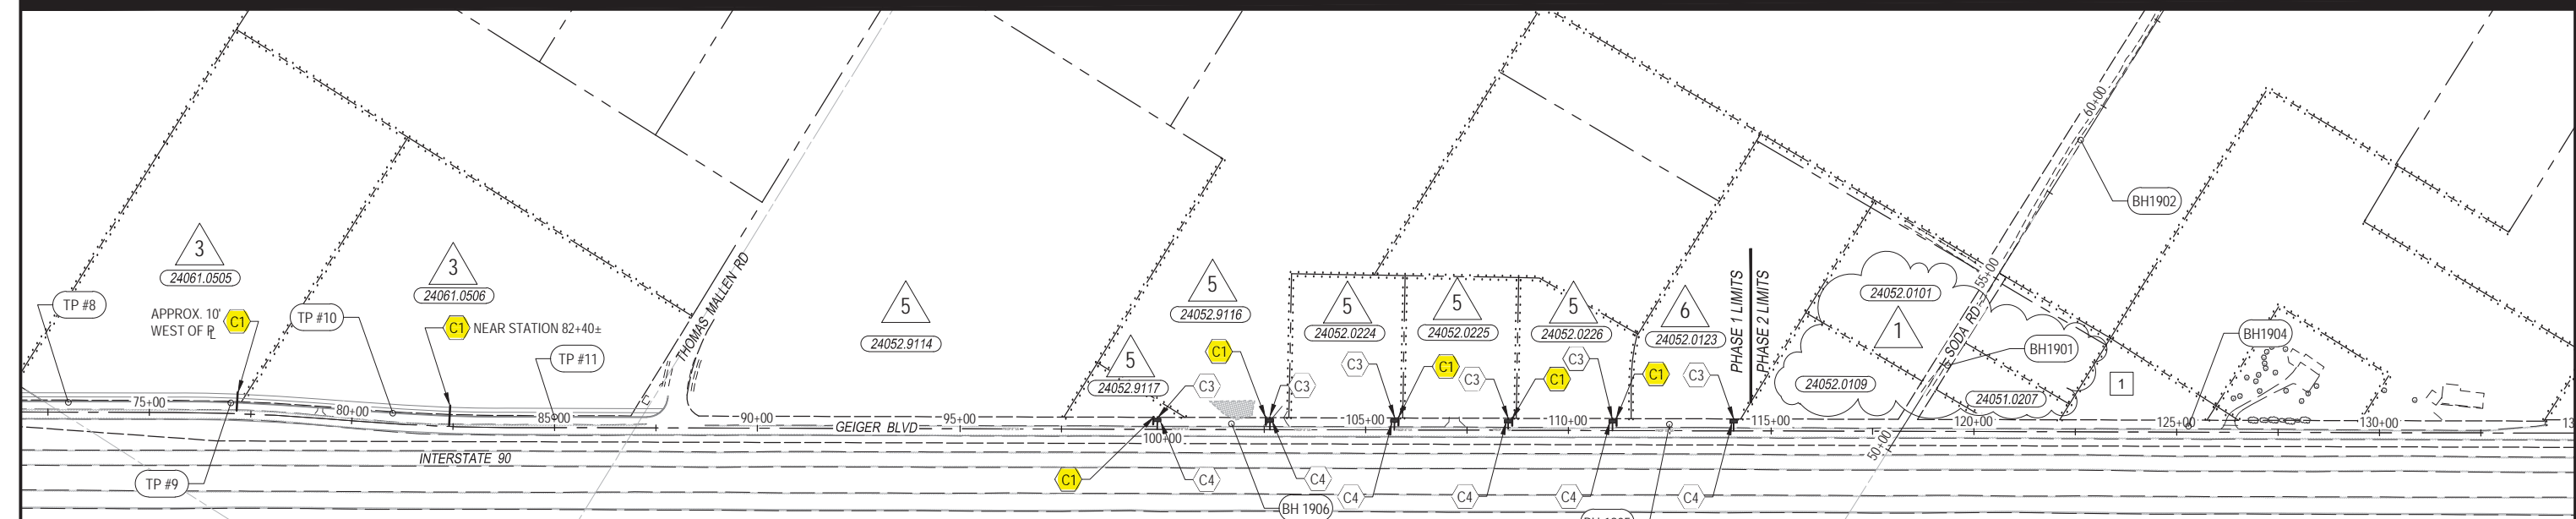 3
24061.0505
TP #8
APPROX. 10'
WEST OF PL
C1
TP #10
3
24061.0506
C1
NEAR STATION 82+40±
TP #11
THOMAS MALLEN RD
5
24052.9114
5
24052.9117
5
24052.9116
C1
C3
C3
5
24052.0224
C3
5
24052.0225
C1
C3
5
24052.0226
C3
C1
6
24052.0123
C1
C3
PHASE 1 LIMITS
PHASE 2 LIMITS
24052.0101
1
24052.0109
SODA RD
55+00
60+00
BH1902
BH1901
24051.0207
1
BH1904
75+00
80+00
85+00
90+00
95+00
100+00
105+00
110+00
115+00
120+00
125+00
130+00
13
50+00
GEIGER BLVD
INTERSTATE 90
TP #9
C1
C4
C4
BH 1906
C4
C4
C4
C4